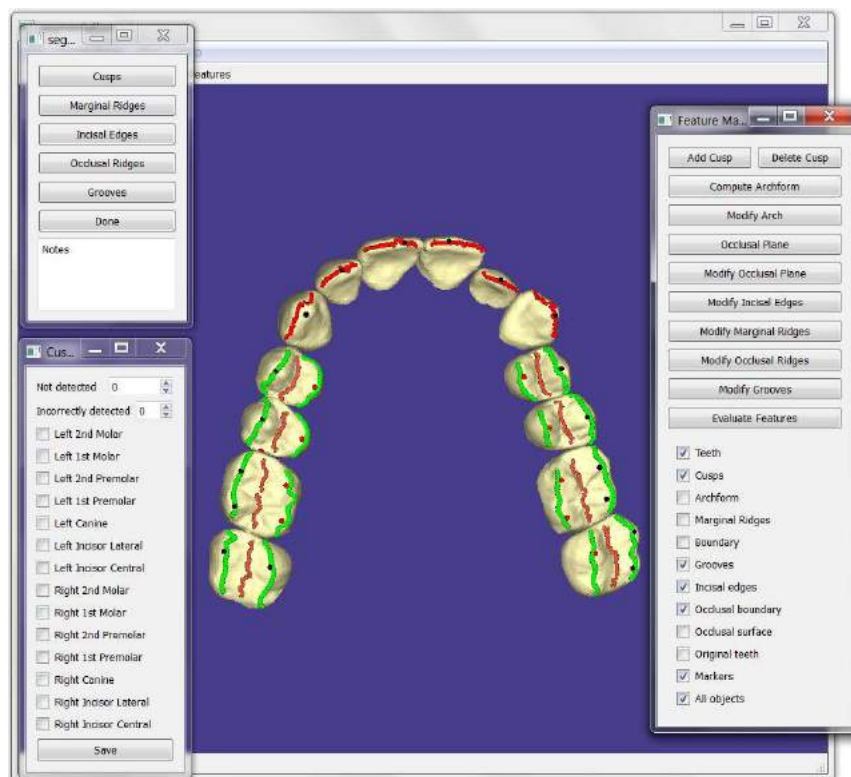 seg...
Cusps
Marginal Ridges
Incisal Edges
Occlusal Ridges
Grooves
Done
Notes
eatures
Cus...
Not detected 0
Incorrectly detected 0
Left 2nd Molar
Left 1st Molar
Left 2nd Premolar
Left 1st Premolar
Left Canine
Left Incisor Lateral
Left Incisor Central
Right 2nd Molar
Right 1st Molar
Right 2nd Premolar
Right 1st Premolar
Right Canine
Right Incisor Lateral
Right Incisor Central
Save
Feature Ma...
Add Cusp Delete Cusp
Compute Archform
Modify Arch
Occlusal Plane
Modify Occlusal Plane
Modify Incisal Edges
Modify Marginal Ridges
Modify Occlusal Ridges
Modify Grooves
Evaluate Features
Teeth
Cusps
Archform
Marginal Ridges
Boundary
Grooves
Incisal edges
Occlusal boundary
Occlusal surface
Original teeth
Markers
All objects